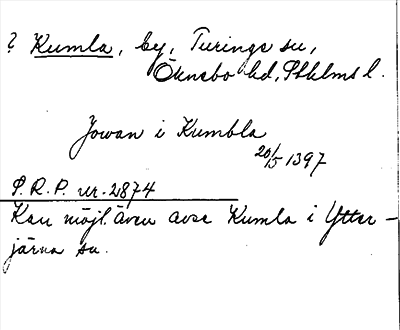 ? Kumla, by, Turinge sn,
Öknebo hd, Sthlms l.
Jowan i Kumbla
20/5 1397
S.R.P. nr. 2874
Kan möjl. även avse Kumla i Ytter-
järna sn.